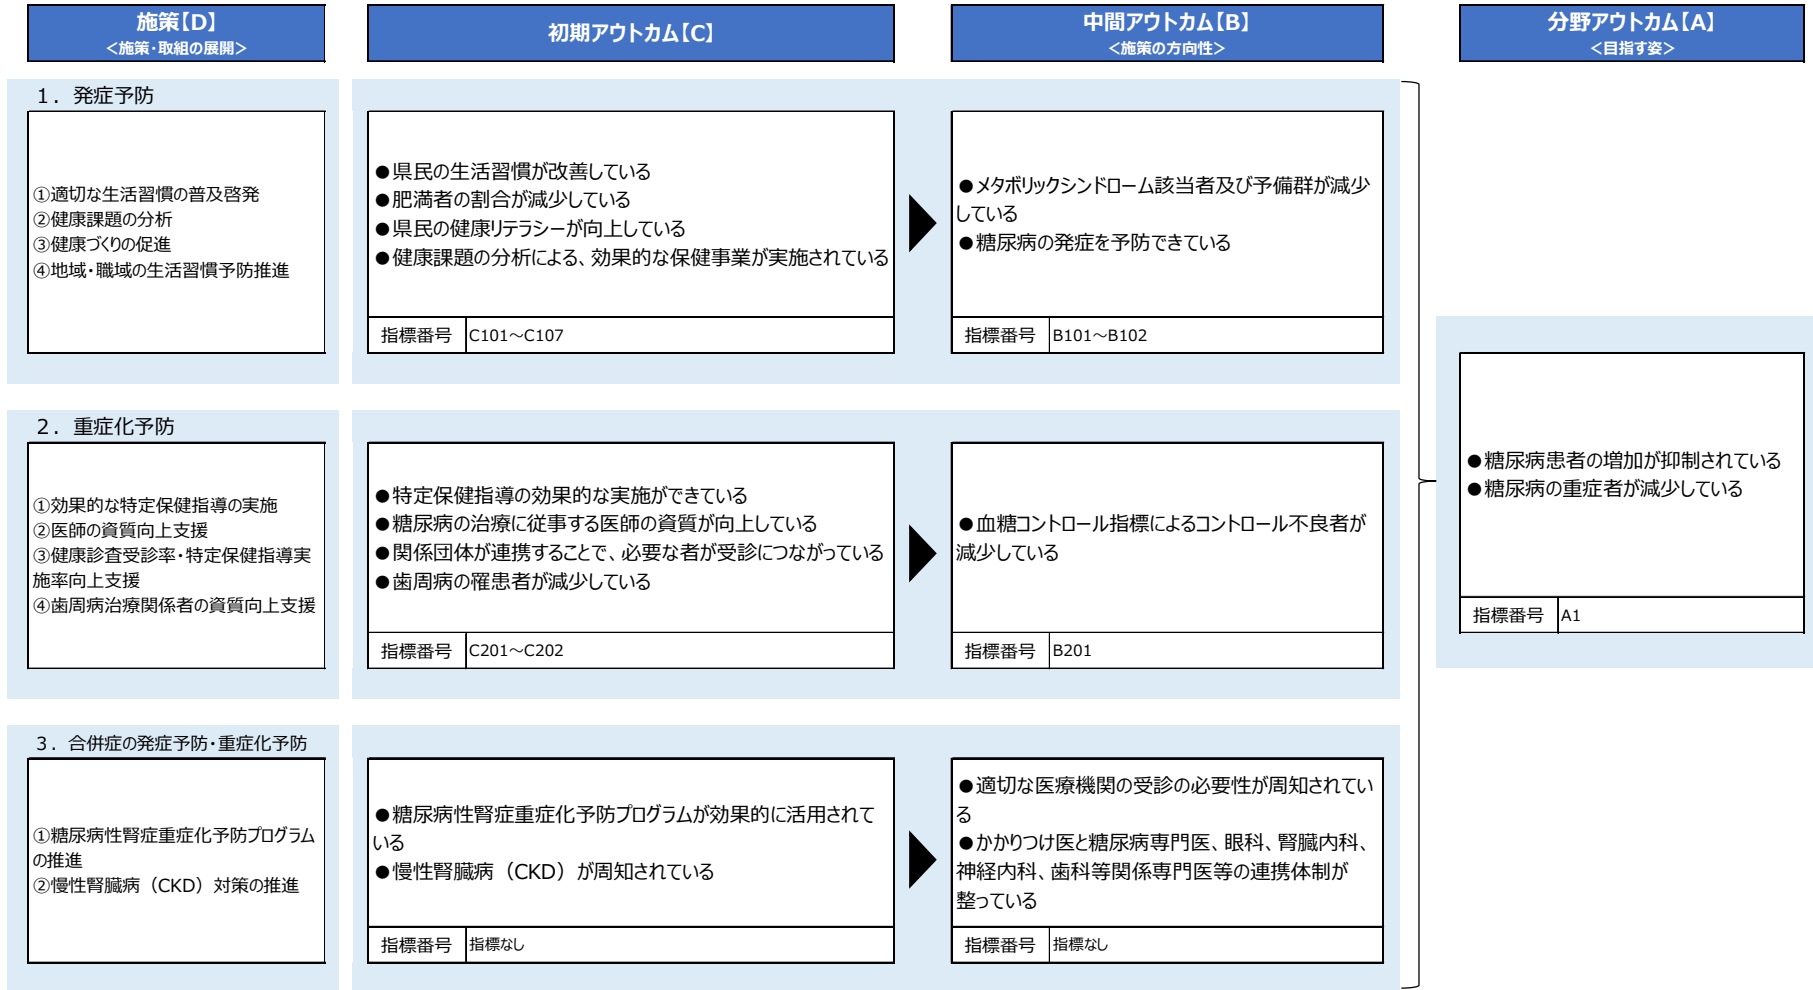 施策【D】
<施策・取組の展開>
初期アウトカム【C】
中間アウトカム【B】
<施策の方向性>
分野アウトカム【A】
<目指す姿>
1．発症予防
①適切な生活習慣の普及啓発
②健康課題の分析
③健康づくりの促進
④地域・職域の生活習慣予防推進
●県民の生活習慣が改善している
●肥満者の割合が減少している
●県民の健康リテラシーが向上している
●健康課題の分析による、効果的な保健事業が実施されている
指標番号 C101～C107
●メタボリックシンドローム該当者及び予備群が減少
している
●糖尿病の発症を予防できている
指標番号 B101～B102
2．重症化予防
①効果的な特定保健指導の実施
②医師の資質向上支援
③健康診査受診率・特定保健指導実
施率向上支援
④歯周病治療関係者の資質向上支援
●特定保健指導の効果的な実施ができている
●糖尿病の治療に従事する医師の資質が向上している
●関係団体が連携することで、必要な者が受診につながっている
●歯周病の罹患者が減少している
指標番号 C201～C202
●血糖コントロール指標によるコントロール不良者が
減少している
指標番号 B201
3．合併症の発症予防・重症化予防
①糖尿病性腎症重症化予防プログラム
の推進
②慢性腎臓病（CKD）対策の推進
●糖尿病性腎症重症化予防プログラムが効果的に活用されて
いる
●慢性腎臓病（CKD）が周知されている
指標番号 指標なし
●適切な医療機関の受診の必要性が周知されてい
る
●かかりつけ医と糖尿病専門医、眼科、腎臓内科、
神経内科、歯科等関係専門医等の連携体制が
整っている
指標番号 指標なし
●糖尿病患者の増加が抑制されている
●糖尿病の重症者が減少している
指標番号 A1